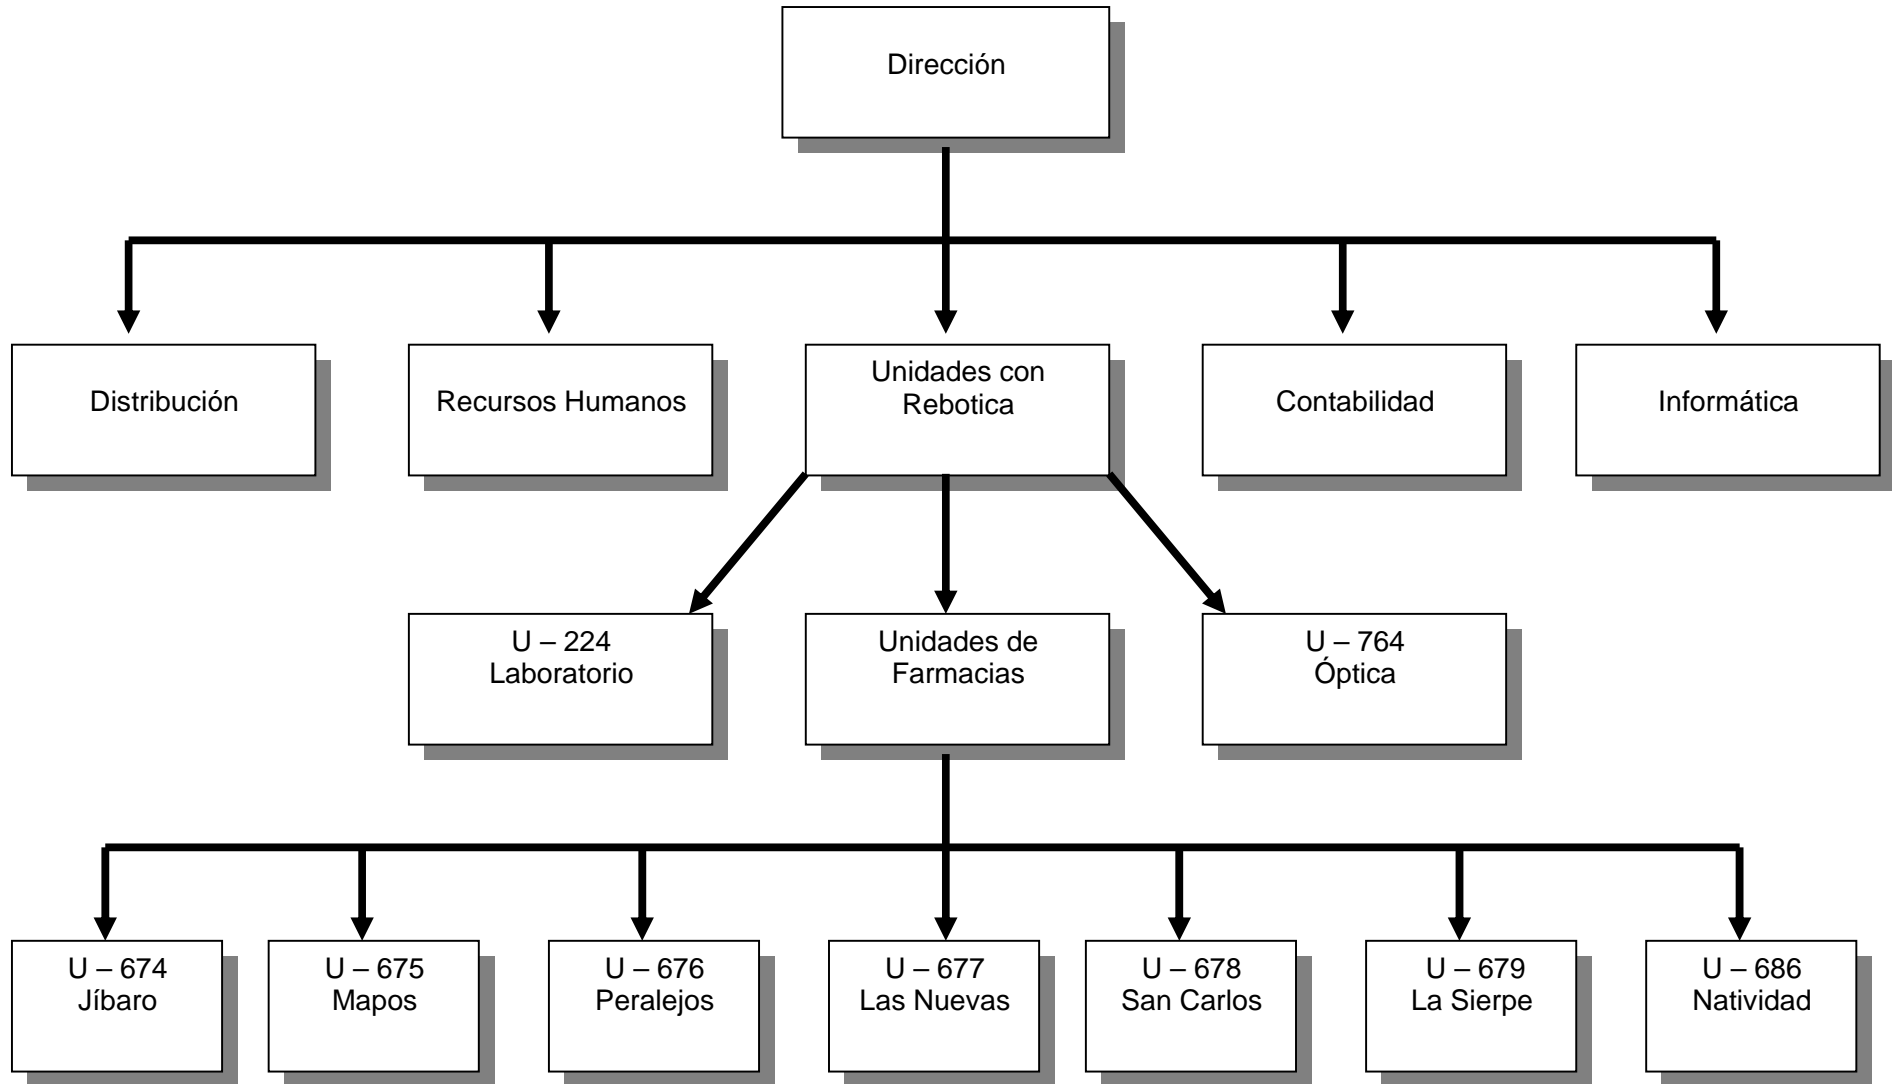 Dirección
Distribución
Recursos Humanos
Unidades con
Rebotica
Contabilidad
Informática
U – 224
Laboratorio
Unidades de
Farmacias
U – 764
Óptica
U – 674
Jíbaro
U – 675
Mapos
U – 676
Peralejos
U – 677
Las Nuevas
U – 678
San Carlos
U – 679
La Sierpe
U – 686
Natividad